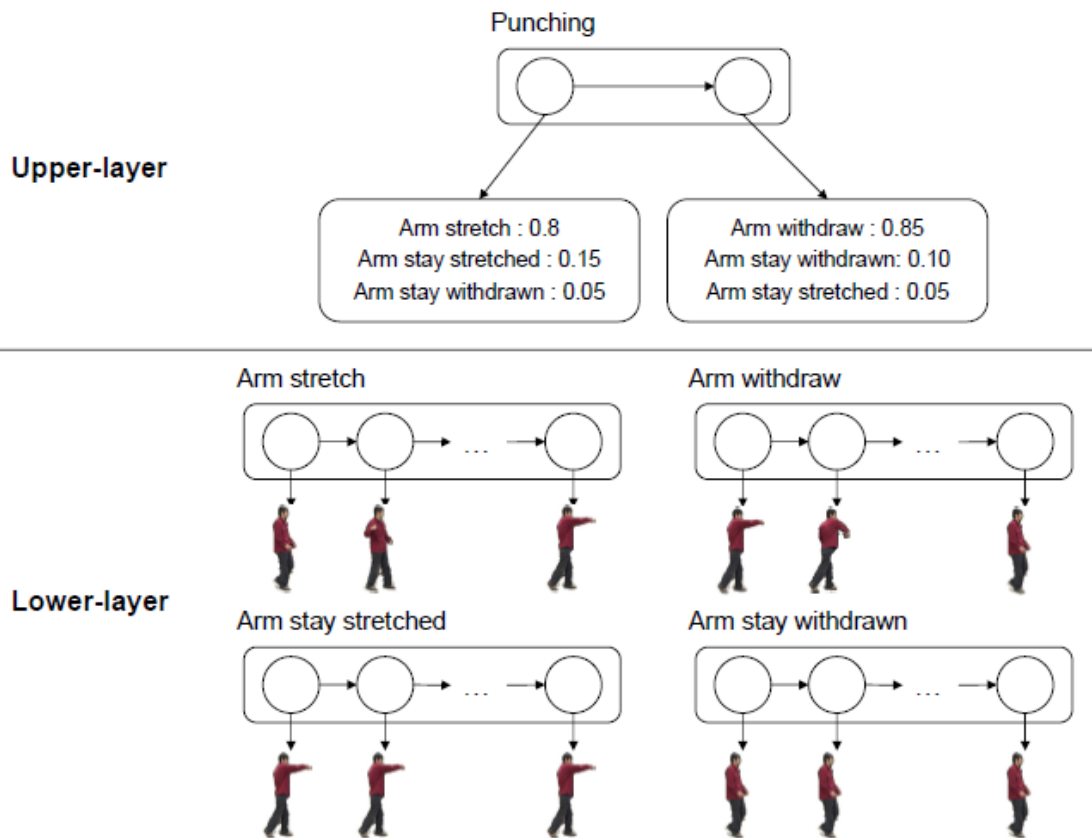 Punching
Upper-layer
Arm stretch : 0.8
Arm stay stretched : 0.15
Arm stay withdrawn : 0.05
Arm withdraw : 0.85
Arm stay withdrawn: 0.10
Arm stay stretched : 0.05
Arm stretch
Arm withdraw
...
...
Lower-layer
Arm stay stretched
Arm stay withdrawn
...
...